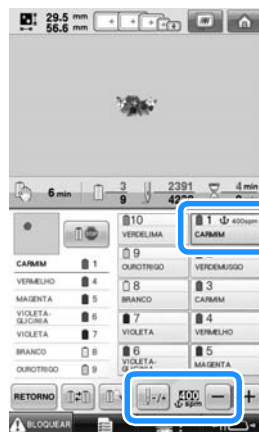 29.5 mm
56.6 mm
6 min
3
9
2391
4 min
CARMIM 1
VERMELHO 4
MAGENTA 5
VIOLETA-GLICINIA 6
VIOLETA 7
BRANCO 8
OUROTRIGO 9
10
VERDELIMA
1 400spm
CARMIM
9
OUROTRIGO
VERDEMUSGO
8
BRANCO
3
CARMIM
7
VIOLETA
4
VERMELHO
6
VIOLETA-GLICINIA
5
MAGENTA
RETORNO
-/+
400
spm
−
+
BLOQUEAR